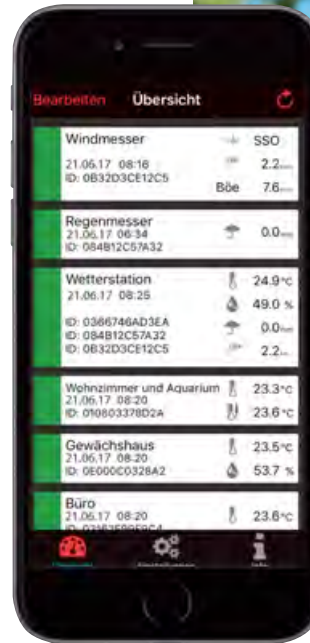 Bearbeiten Übersicht
Windmesser SSO
21.06.17 08:16 2.2
ID: 0B32D3CE12C5
Böe 7.6
Regenmesser
21.06.17 06:34 0.0
ID: 084B12C57A32
Wetterstation 24.9°C
21.06.17 08:25
49.0 %
ID: 0366746AD3EA 0.0
ID: 084B12C57A32
ID: 0B32D3CE12C5 2.2
Wohnzimmer und Aquarium 23.3°C
21.06.17 08:20
ID: 010803378D2A 23.6°C
Gewächshaus 23.5°C
21.06.17 08:20
ID: 0E000C0328A2 53.7 %
Büro
21.06.17 08:20 23.6°C